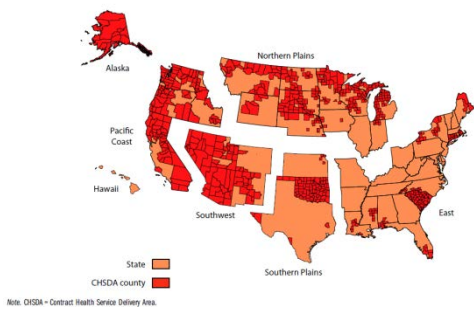 Northern Plains
Alaska
Pacific
Coast
Hawaii
Southwest
East
State
CHSDA county
Southern Plains
Note. CHSDA = Contract Health Service Delivery Area.